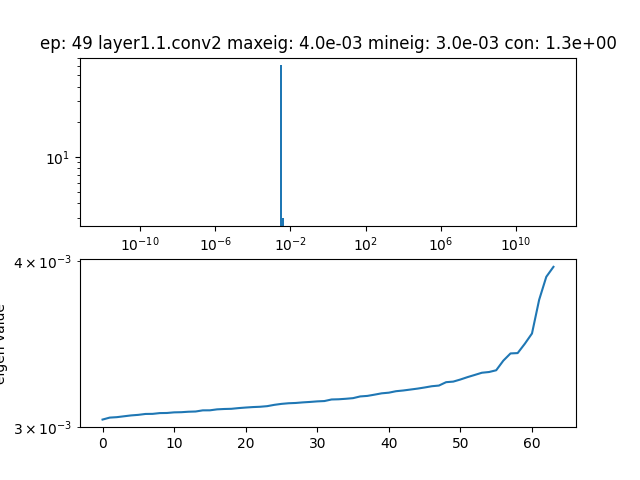 ep: 49 layer1.1.conv2 maxeig: 4.0e-03 mineig: 3.0e-03 con: 1.3e+00
10¹
10⁻¹⁰ 10⁻⁶ 10⁻² 10² 10⁶ 10¹⁰
4 × 10⁻³
eigen value
3 × 10⁻³
0 10 20 30 40 50 60